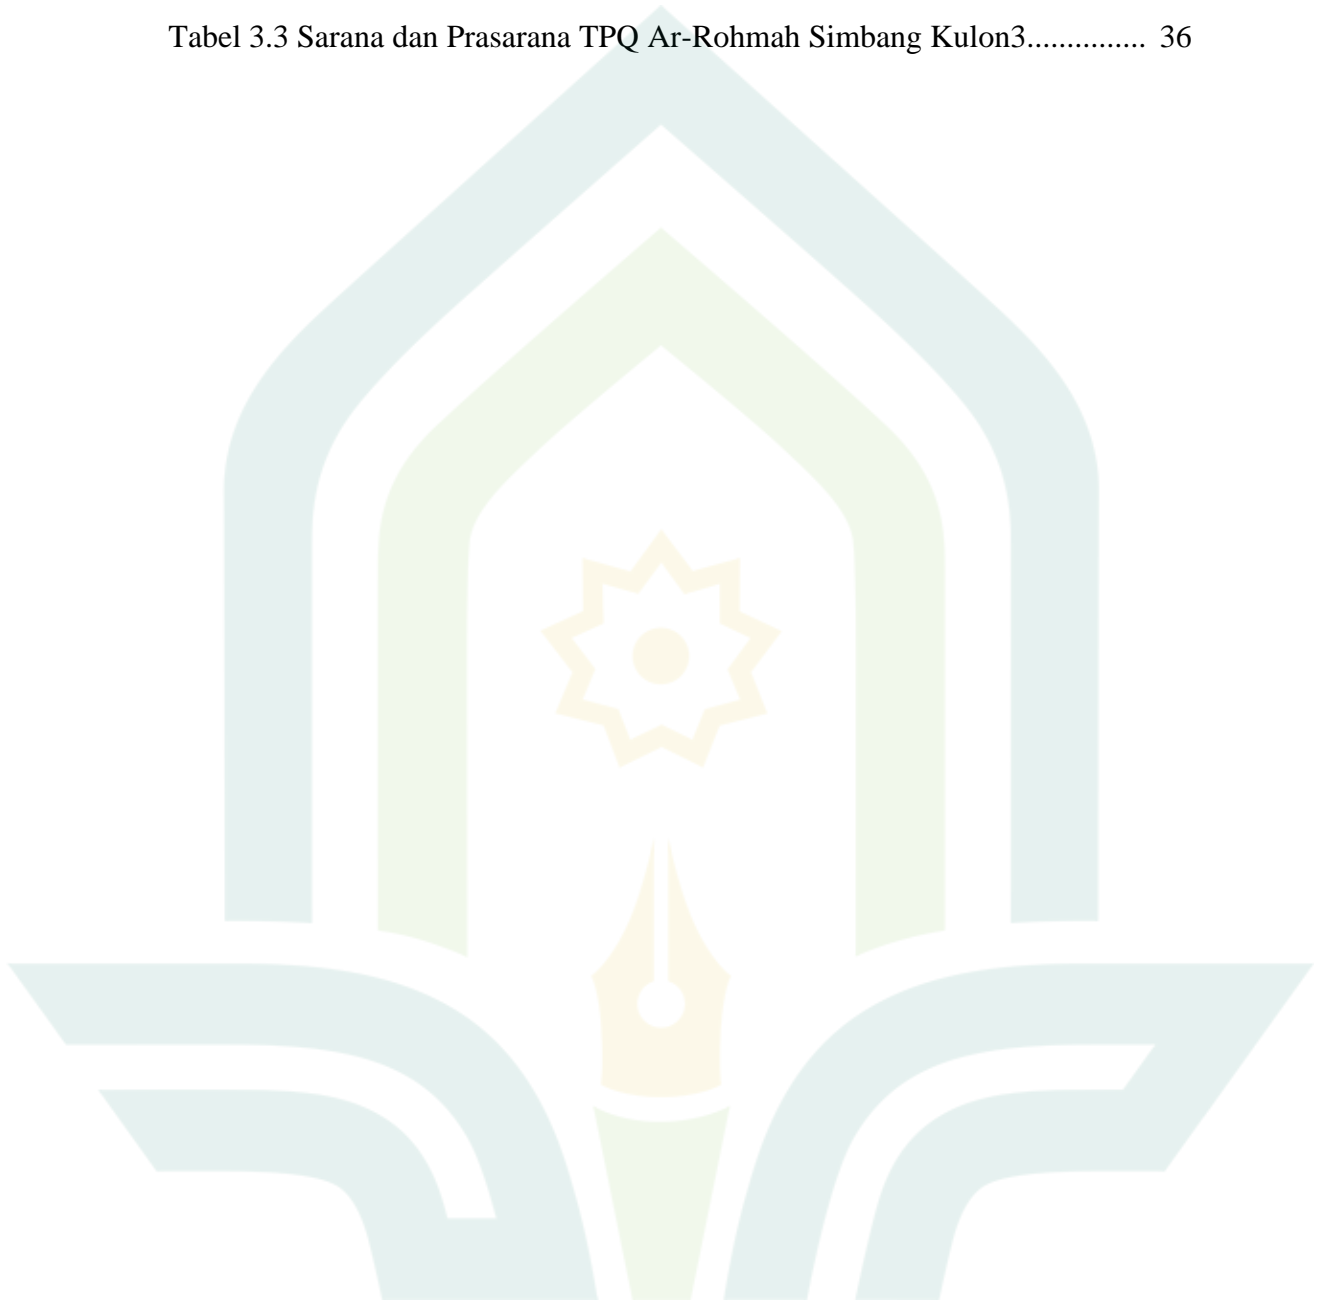 Tabel 3.3 Sarana dan Prasarana TPQ Ar-Rohmah Simbang Kulon3............... 36